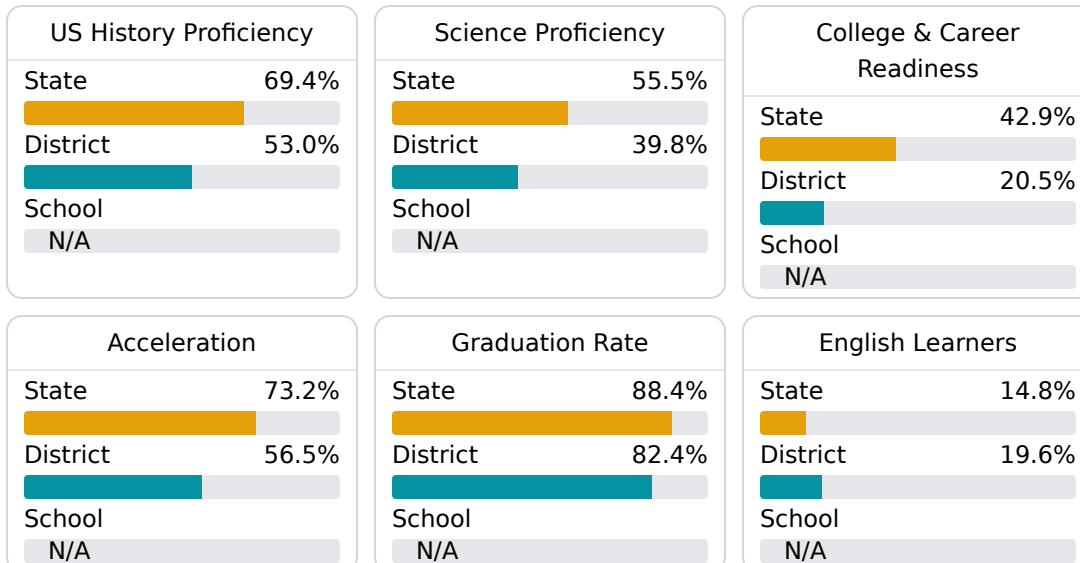 US History Proficiency
State 69.4%
District 53.0%
School
N/A
Science Proficiency
State 55.5%
District 39.8%
School
N/A
College & Career
Readiness
State 42.9%
District 20.5%
School
N/A
Acceleration
State 73.2%
District 56.5%
School
N/A
Graduation Rate
State 88.4%
District 82.4%
School
N/A
English Learners
State 14.8%
District 19.6%
School
N/A